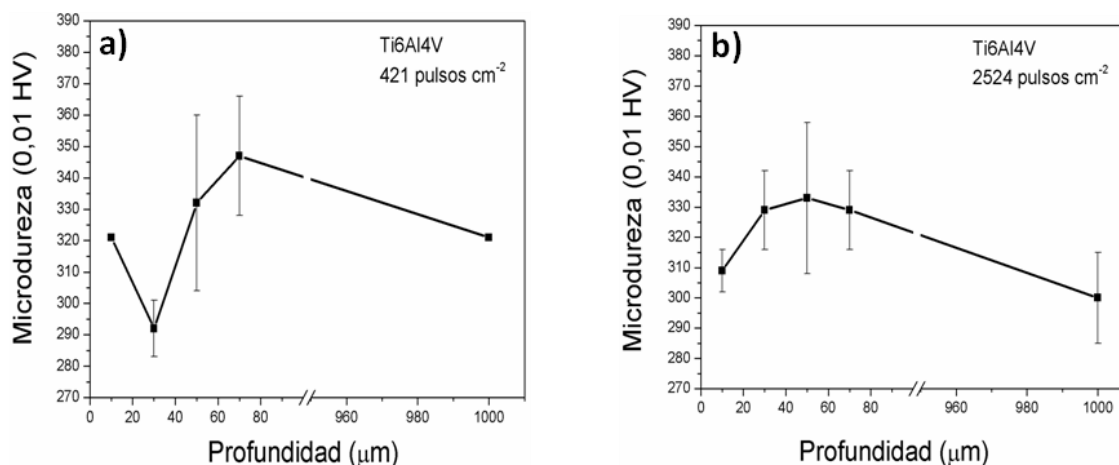 a)
Ti6Al4V
421 pulsos cm⁻²
Microdureza (0,01 HV)
390
380
370
360
350
340
330
320
310
300
290
280
270
0 20 40 60 80 960 980 1000
Profundidad (μm)
b)
Ti6Al4V
2524 pulsos cm⁻²
Microdureza (0,01 HV)
390
380
370
360
350
340
330
320
310
300
290
280
270
0 20 40 60 80 960 980 1000
Profundidad (μm)